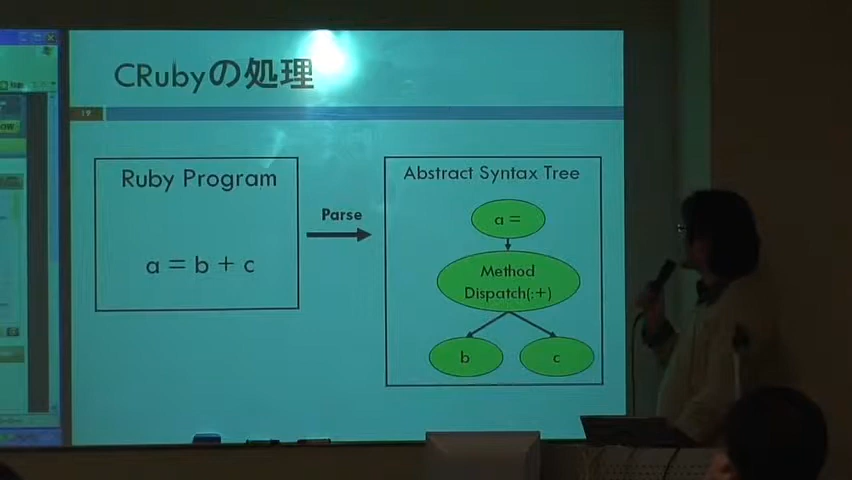 CRubyの処理
19
Ruby Program
a = b + c
Parse
Abstract Syntax Tree
a =
Method
Dispatch(:+)
b
c